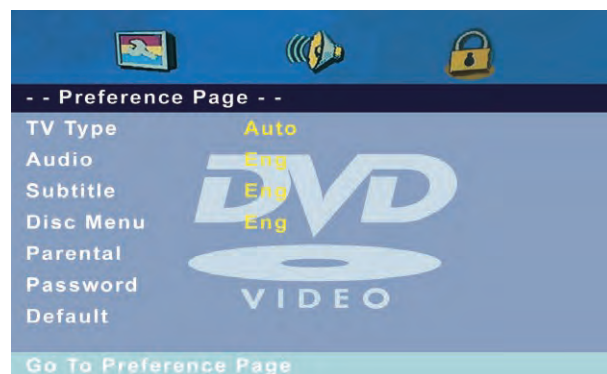 - - Preference Page - -
TV Type Auto
Audio Eng
Subtitle Eng
Disc Menu Eng
Parental
Password
Default
DVD
VIDEO
Go To Preference Page